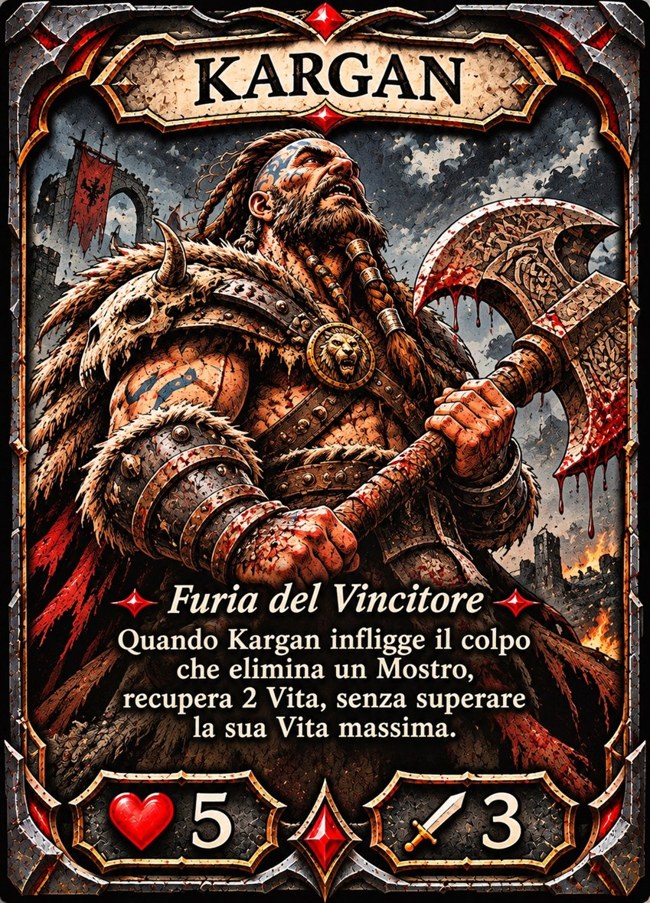 KARGAN
Furia del Vincitore
Quando Kargan infligge il colpo
che elimina un Mostro,
recupera 2 Vita, senza superare
la sua Vita massima.
5
3